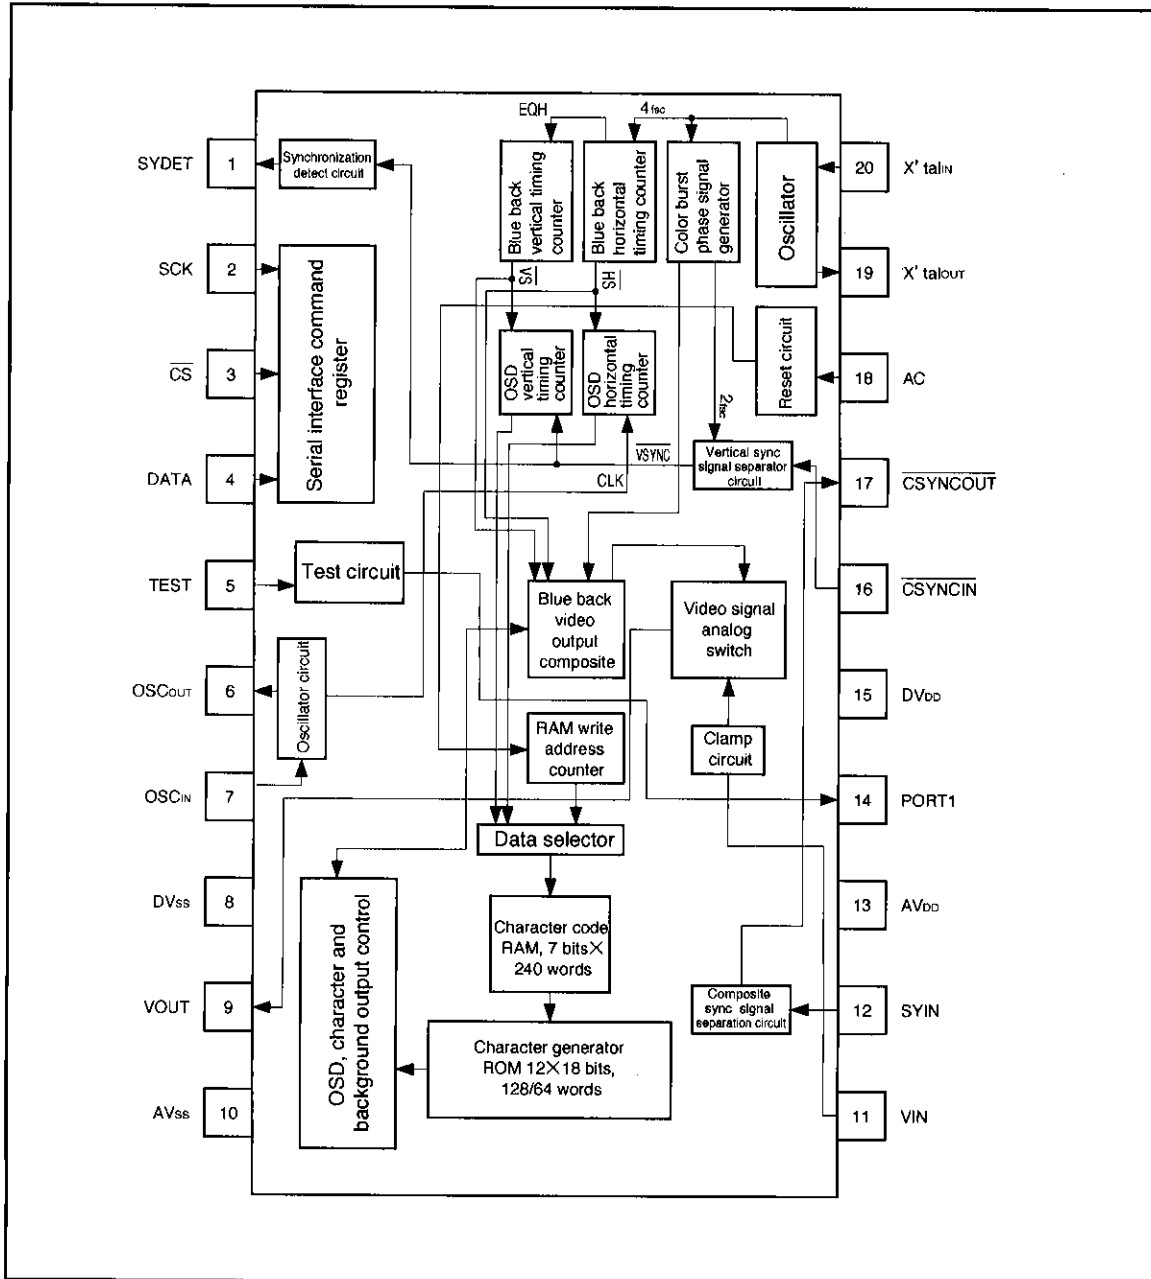 EQH
4fsc
SYDET
1
Synchronization
detect circuit
Blue back
vertical timing
counter
Blue back
horizontal
timing counter
Color burst
phase signal
generator
Oscillator
20
X' talIN
SCK
2
VS
HS
19
X' talOUT
Serial interface command
register
CS
3
OSD
vertical
timing
counter
OSD
horizontal
timing
counter
Reset circuit
18
AC
2fsc
VSYNC
Vertical sync
signal separator
circuit
DATA
4
CLK
17
CSYNCOUT
TEST
5
Test circuit
Blue back
video
output
composite
Video signal
analog
switch
16
CSYNCIN
OSCOUT
6
Oscillator circuit
15
DVDD
RAM write
address
counter
Clamp
circuit
OSCIN
7
14
PORT1
Data selector
DVSS
8
OSD, character and
background output control
Character code
RAM, 7 bits×
240 words
13
AVDD
VOUT
9
Composite
sync signal
separation circuit
12
SYIN
Character generator
ROM 12×18 bits,
128/64 words
AVSS
10
11
VIN